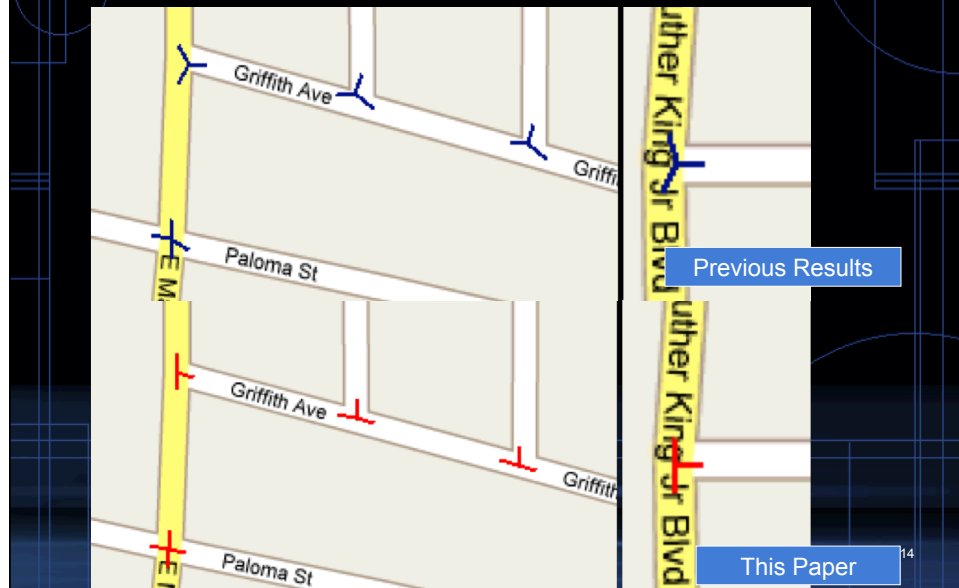 Griffith Ave
Griffi
Paloma St
E M
uther King Jr Blvd
Previous Results
Griffith Ave
Griffith
Paloma St
E
uther King Jr Blvd
This Paper
14